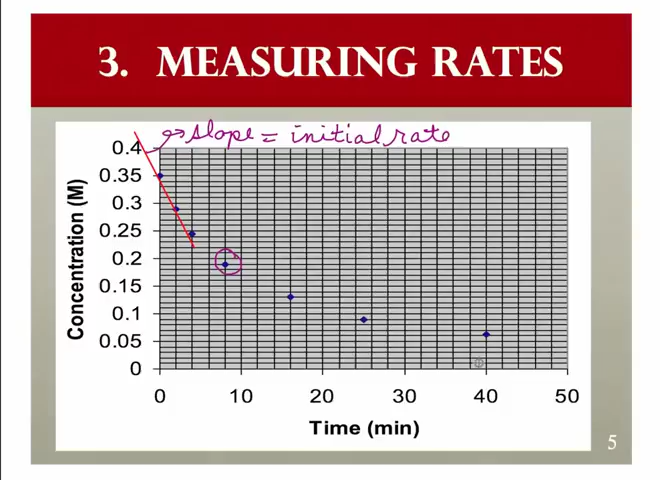 3. MEASURING RATES
Slope = initial rate
0.4
0.35
0.3
0.25
0.2
0.15
0.1
0.05
0
Concentration (M)
0 10 20 30 40 50
Time (min)
5